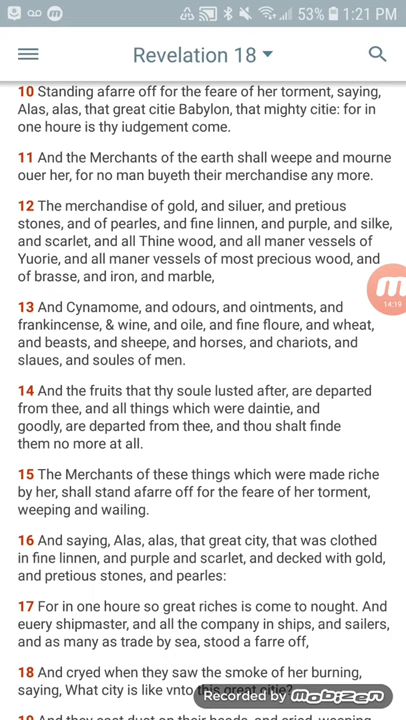 53% 1:21 PM
Revelation 18
10 Standing afarre off for the feare of her torment, saying,
Alas, alas, that great citie Babylon, that mighty citie: for in
one houre is thy iudgement come.
11 And the Merchants of the earth shall weepe and mourne
ouer her, for no man buyeth their merchandise any more.
12 The merchandise of gold, and siluer, and pretious
stones, and of pearles, and fine linnen, and purple, and silke,
and scarlet, and all Thine wood, and all maner vessels of
Yuorie, and all maner vessels of most precious wood, and
of brasse, and iron, and marble,
13 And Cynamome, and odours, and ointments, and
frankincense, & wine, and oile, and fine floure, and wheat,
and beasts, and sheepe, and horses, and chariots, and
slaues, and soules of men.
14:19
14 And the fruits that thy soule lusted after, are departed
from thee, and all things which were daintie, and
goodly, are departed from thee, and thou shalt finde
them no more at all.
15 The Merchants of these things which were made riche
by her, shall stand afarre off for the feare of her torment,
weeping and wailing.
16 And saying, Alas, alas, that great city, that was clothed
in fine linnen, and purple and scarlet, and decked with gold,
and pretious stones, and pearles:
17 For in one houre so great riches is come to nought. And
euery shipmaster, and all the company in ships, and sailers,
and as many as trade by sea, stood a farre off,
18 And cryed when they saw the smoke of her burning,
saying, What city is like vnto this great citie?
Recorded by mobizen
19 And they cast dust on their heads, and cried, weeping